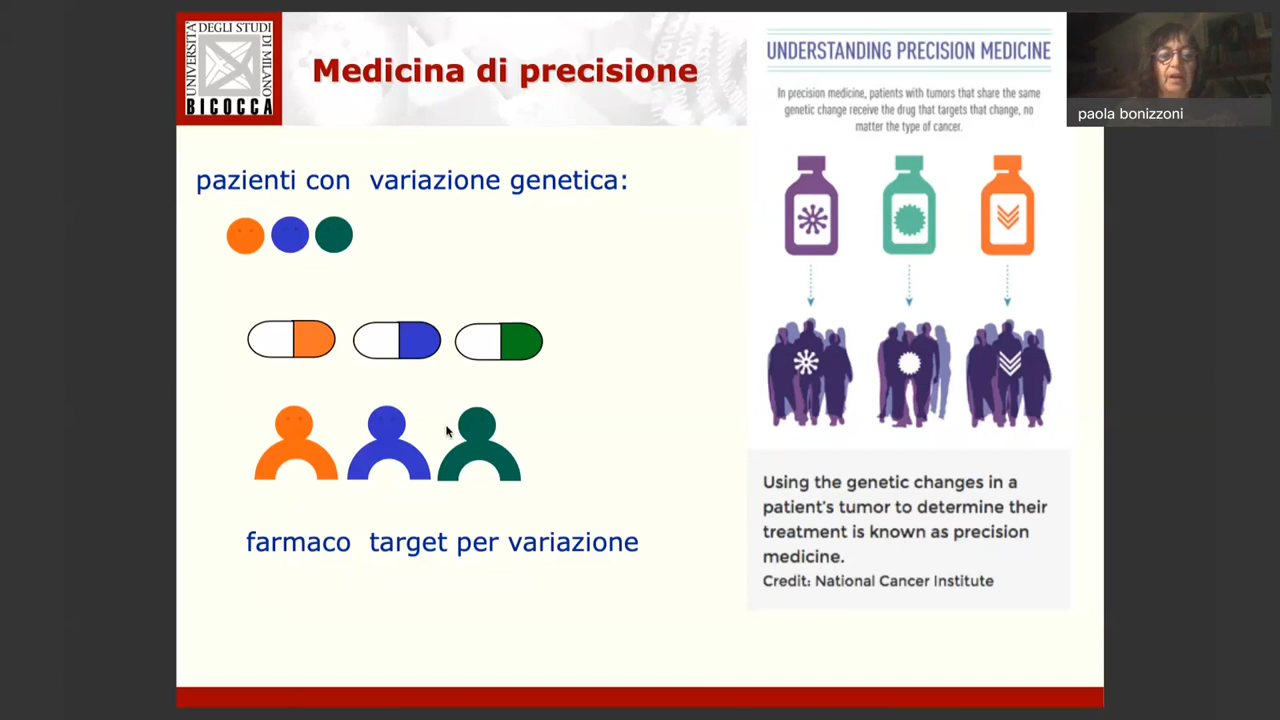 UNIVERSITÀ
DEGLI STUDI
DI MILANO
BICOCCA
Medicina di precisione
pazienti con variazione genetica:
farmaco target per variazione
UNDERSTANDING PRECISION MEDICINE
In precision medicine, patients with tumors that share the same
genetic change receive the drug that targets that change, no
matter the type of cancer.
Using the genetic changes in a
patient's tumor to determine their
treatment is known as precision
medicine.
Credit: National Cancer Institute
paola bonizzoni